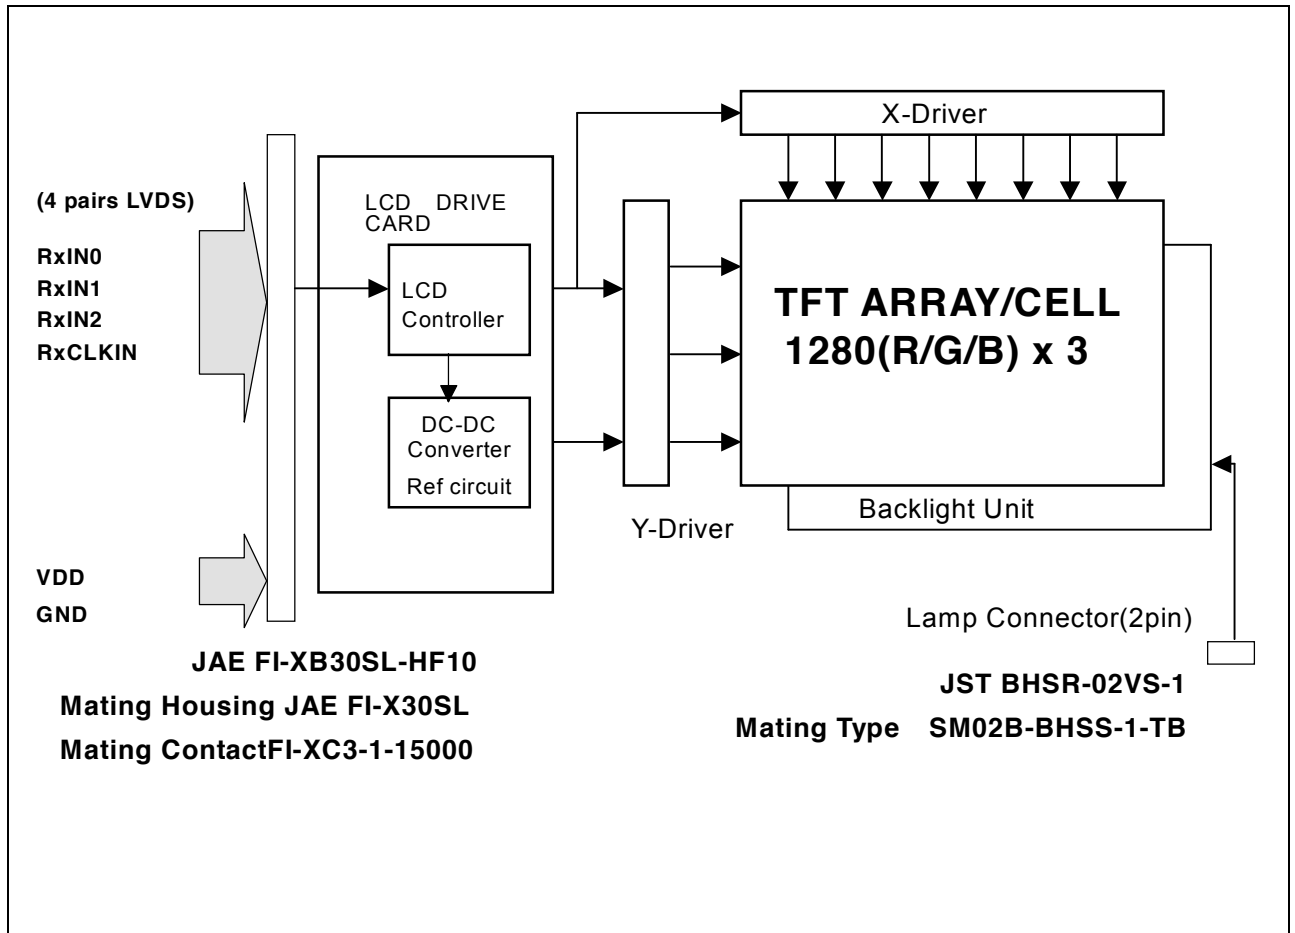 X-Driver
(4 pairs LVDS)
RxIN0
RxIN1
RxIN2
RxCLKIN
LCD DRIVE
CARD
LCD
Controller
DC-DC
Converter
Ref circuit
TFT ARRAY/CELL
1280(R/G/B) x 3
Backlight Unit
Y-Driver
VDD
GND
Lamp Connector(2pin)
JAE FI-XB30SL-HF10
Mating Housing JAE FI-X30SL
Mating ContactFI-XC3-1-15000
JST BHSR-02VS-1
Mating Type SM02B-BHSS-1-TB